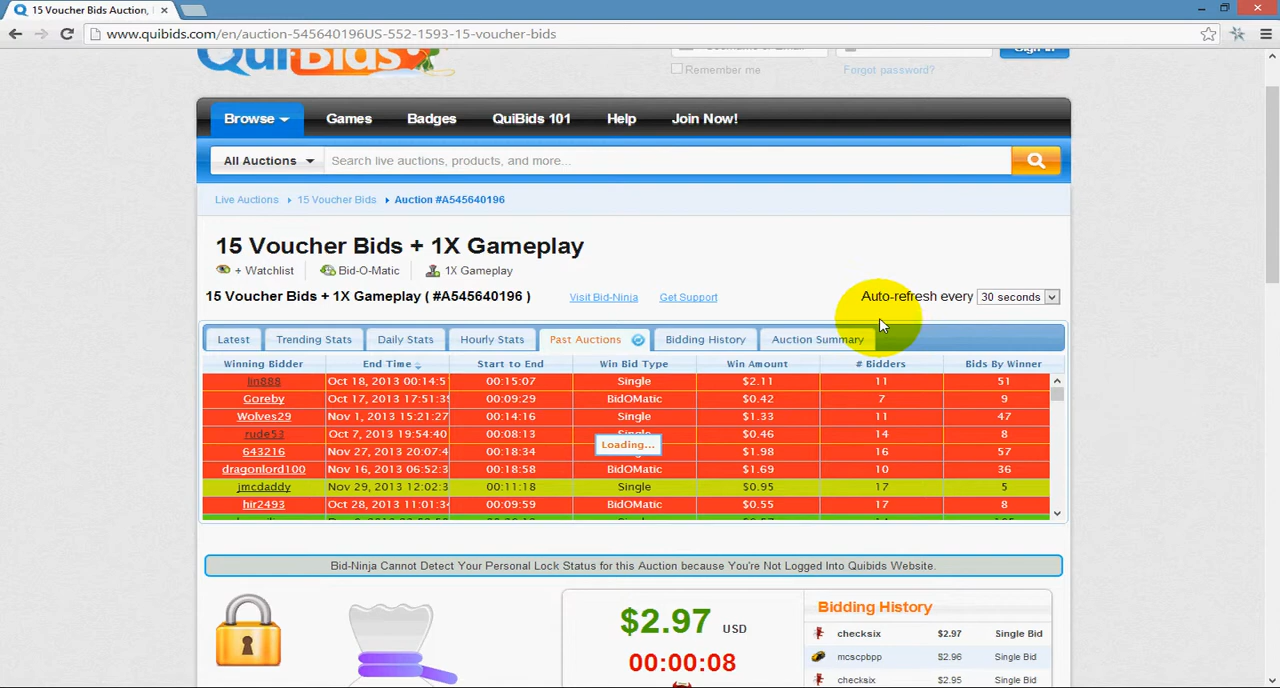 15 Voucher Bids Auction,
www.quibids.com/en/auction-545640196US-552-1593-15-voucher-bids
QuiBids
Remember me
Forgot password?
Sign In
Browse Games Badges QuiBids 101 Help Join Now!
All Auctions Search live auctions, products, and more...
Live Auctions 15 Voucher Bids Auction #A545640196
15 Voucher Bids + 1X Gameplay
+ Watchlist Bid-O-Matic 1X Gameplay
15 Voucher Bids + 1X Gameplay ( #A545640196 ) Visit Bid-Ninja Get Support Auto-refresh every 30 seconds
Latest Trending Stats Daily Stats Hourly Stats Past Auctions Bidding History Auction Summary
Winning Bidder End Time Start to End Win Bid Type Win Amount # Bidders Bids By Winner
lin888 Oct 18, 2013 00:14:5 00:15:07 Single $2.11 11 51
Goreby Oct 17, 2013 17:51:39 00:09:29 BidOMatic $0.42 7 9
Wolves29 Nov 1, 2013 15:21:27 00:14:16 Single $1.33 11 47
rude53 Oct 7, 2013 19:54:40 00:08:13 Single $0.46 14 8
643216 Nov 27, 2013 20:07:4 00:18:34 $1.98 16 57
Loading...
dragonlord100 Nov 16, 2013 06:52:3 00:18:58 BidOMatic $1.69 10 36
jmcdaddy Nov 29, 2013 12:02:3 00:11:18 Single $0.95 17 5
hir2493 Oct 28, 2013 11:01:34 00:09:59 BidOMatic $0.55 17 8
Bid-Ninja Cannot Detect Your Personal Lock Status for this Auction because You're Not Logged Into Quibids Website.
$2.97 USD
00:00:08
Bidding History
checksix $2.97 Single Bid
mcscpbpp $2.96 Single Bid
checksix $2.95 Single Bid